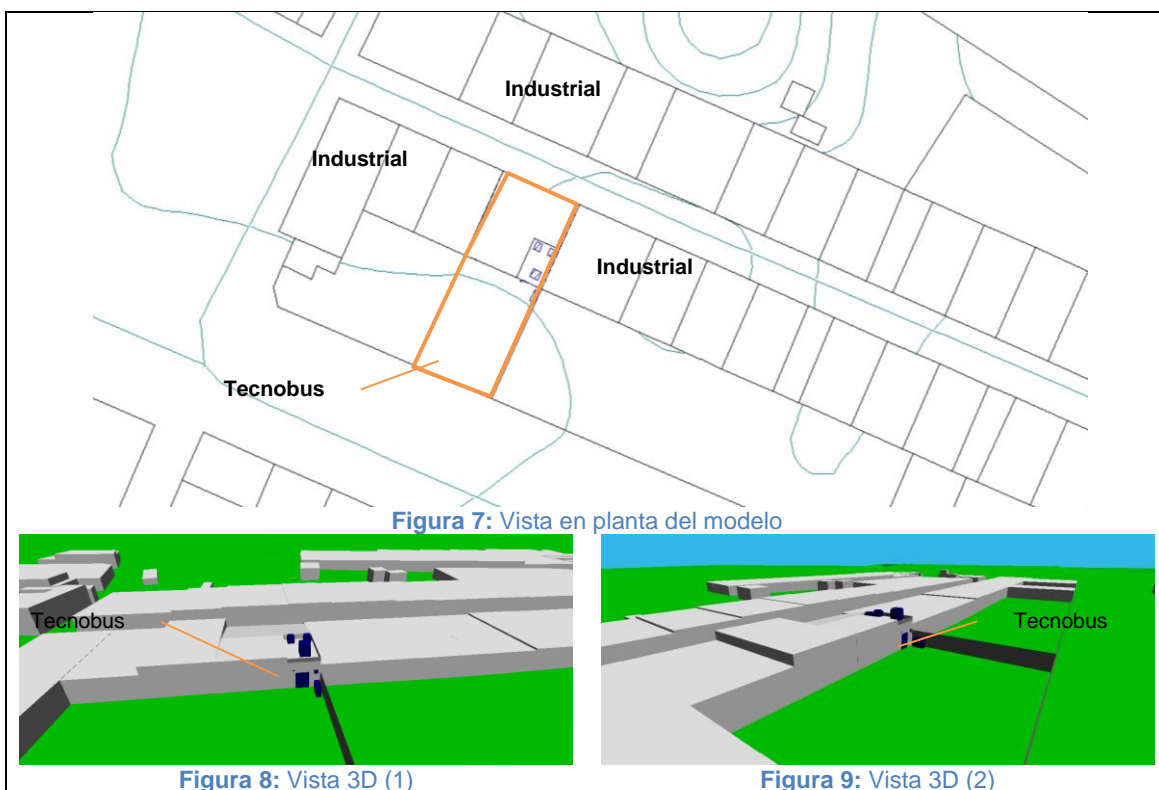 Industrial
Industrial
Industrial
Tecnobus
Figura 7: Vista en planta del modelo
Tecnobus
Tecnobus
Figura 8: Vista 3D (1)
Figura 9: Vista 3D (2)